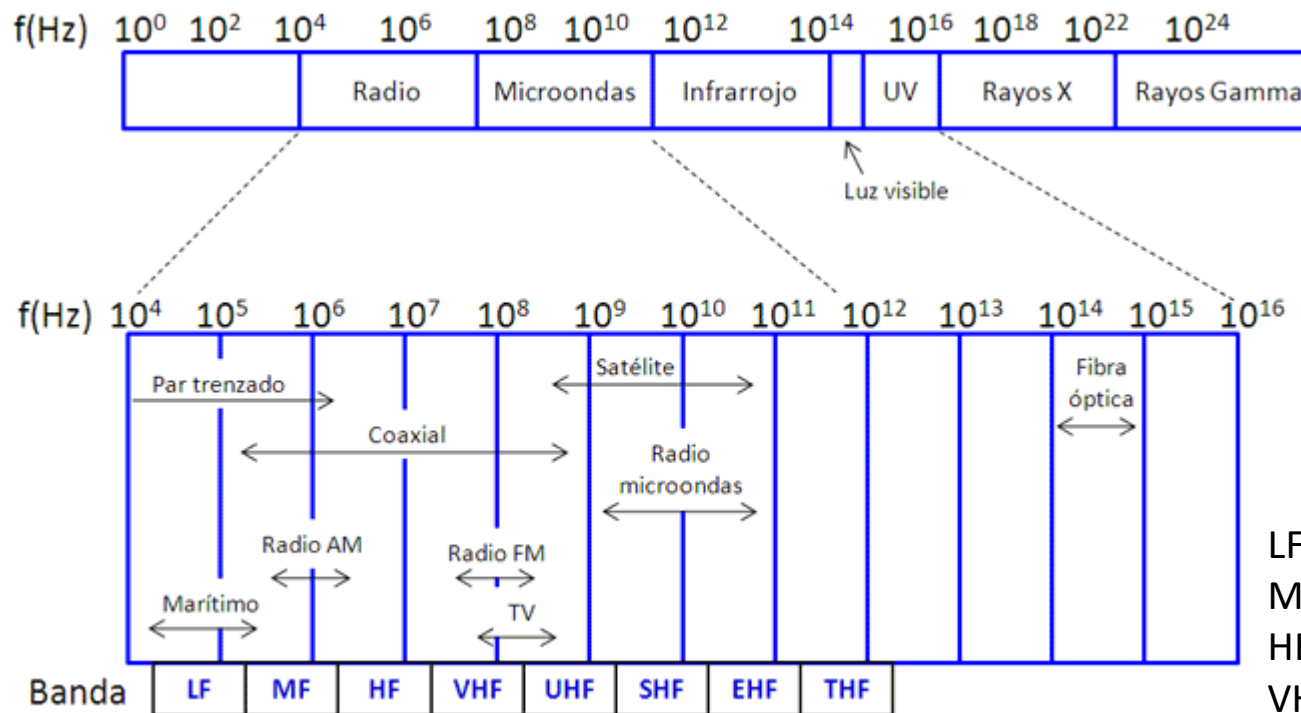 f(Hz) 10⁰ 10² 10⁴ 10⁶ 10⁸ 10¹⁰ 10¹² 10¹⁴ 10¹⁶ 10¹⁸ 10²² 10²⁴
Radio Microondas Infrarrojo UV Rayos X Rayos Gamma
Luz visible
f(Hz) 10⁴ 10⁵ 10⁶ 10⁷ 10⁸ 10⁹ 10¹⁰ 10¹¹ 10¹² 10¹³ 10¹⁴ 10¹⁵ 10¹⁶
Par trenzado
Satélite
Fibra
óptica
Coaxial
Radio
microondas
Radio AM
Radio FM
Marítimo
TV
Banda LF MF HF VHF UHF SHF EHF THF
LF
M
HF
VH